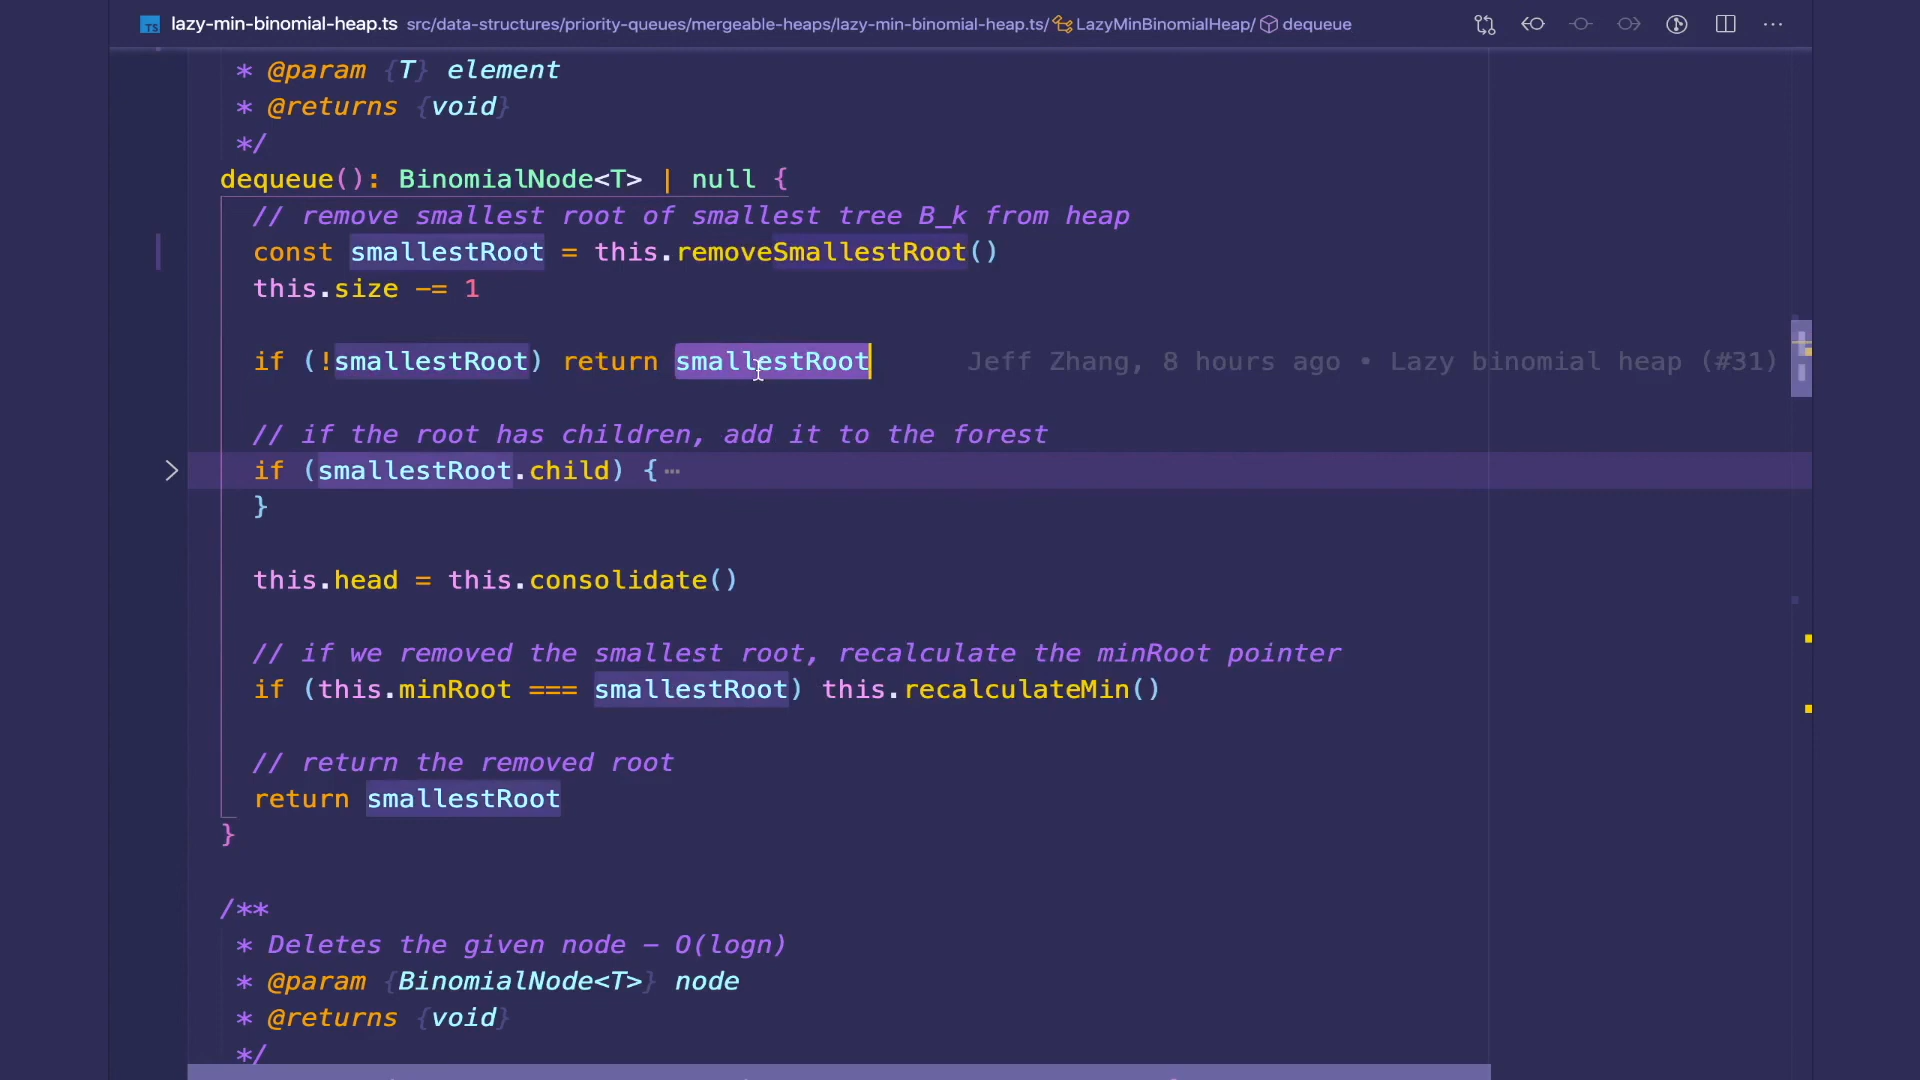 TS lazy-min-binomial-heap.ts src/data-structures/priority-queues/mergeable-heaps/lazy-min-binomial-heap.ts/ LazyMinBinomialHeap/ dequeue
* @param {T} element
* @returns {void}
*/
dequeue(): BinomialNode<T> | null {
// remove smallest root of smallest tree B_k from heap
const smallestRoot = this.removeSmallestRoot()
this.size -= 1
if (!smallestRoot) return smallestRoot Jeff Zhang, 8 hours ago • Lazy binomial heap (#31)
// if the root has children, add it to the forest
if (smallestRoot.child) {⋯
}
this.head = this.consolidate()
// if we removed the smallest root, recalculate the minRoot pointer
if (this.minRoot === smallestRoot) this.recalculateMin()
// return the removed root
return smallestRoot
}
/**
* Deletes the given node – O(logn)
* @param {BinomialNode<T>} node
* @returns {void}
*/